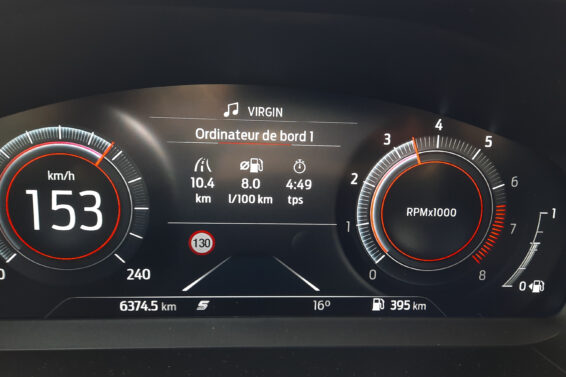 VIRGIN
Ordinateur de bord 1
10.4 8.0 4:49
km l/100 km tps
km/h
153
0 240
130
0 1 2 3 4 5 6 7 8
RPMx1000
1
0
6374.5 km S 16° 395 km